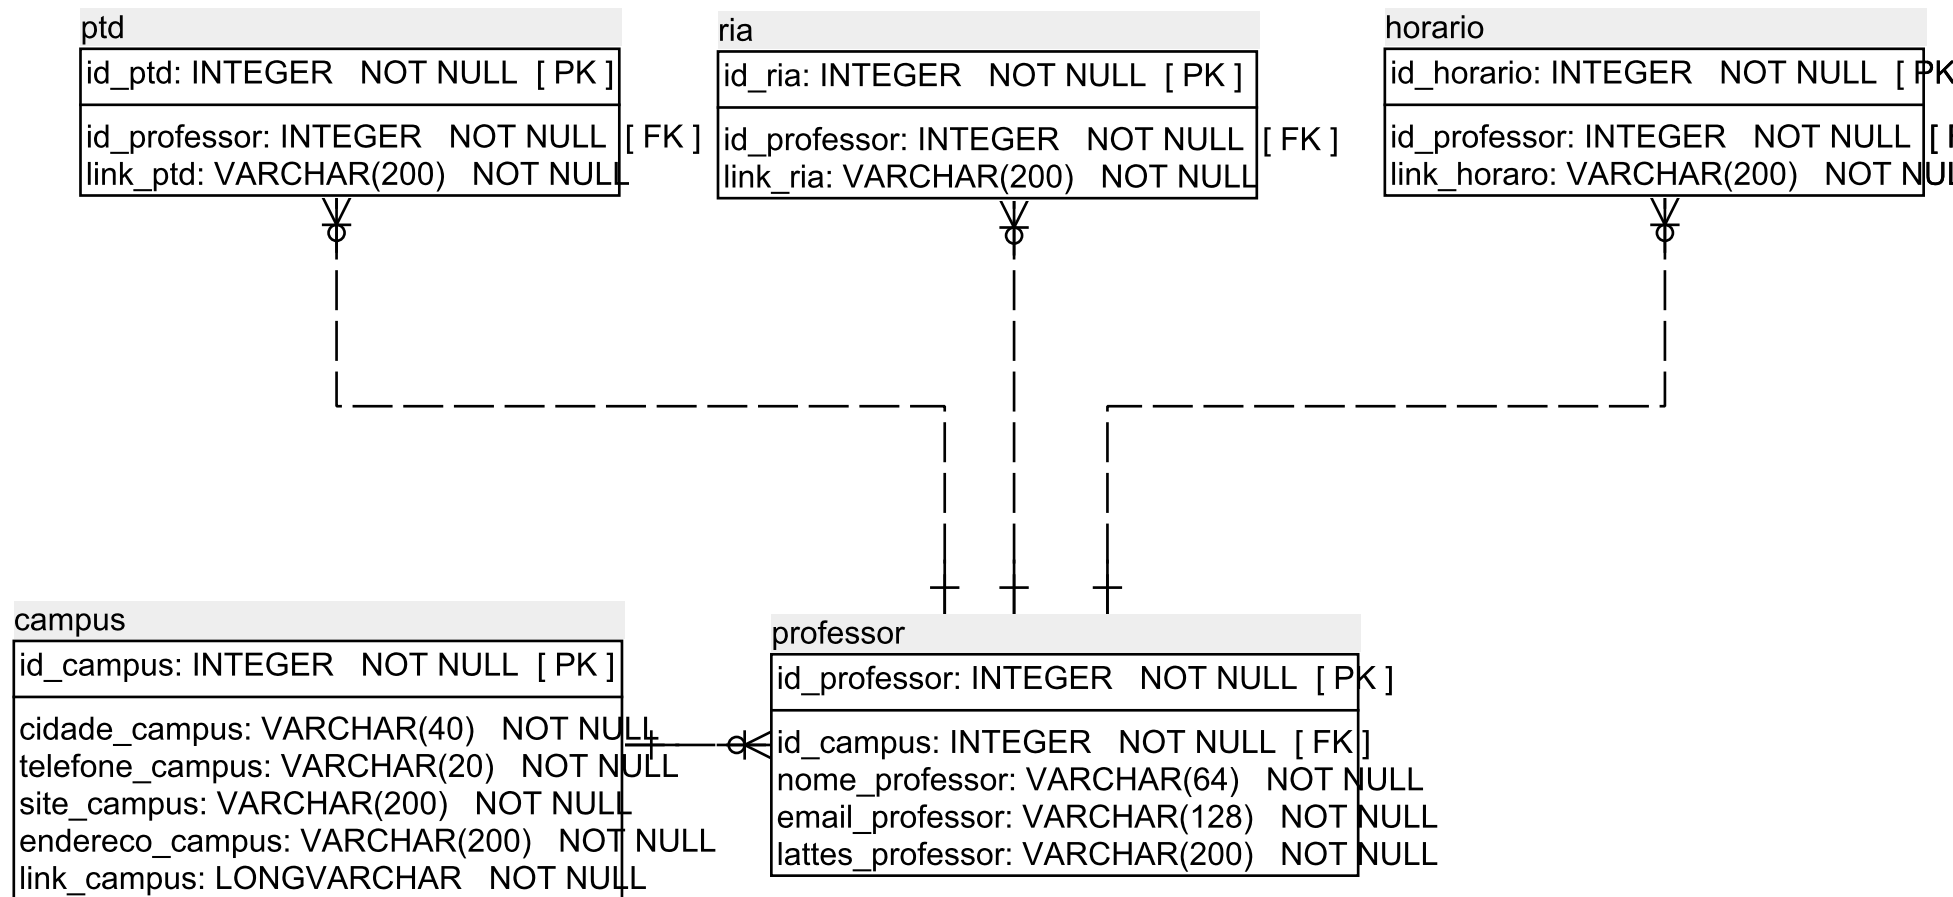 ptd
id_ptd: INTEGER NOT NULL [ PK ]
id_professor: INTEGER NOT NULL [ FK ]
link_ptd: VARCHAR(200) NOT NULL
ria
id_ria: INTEGER NOT NULL [ PK ]
id_professor: INTEGER NOT NULL [ FK ]
link_ria: VARCHAR(200) NOT NULL
horario
id_horario: INTEGER NOT NULL [ PK
id_professor: INTEGER NOT NULL [
link_horaro: VARCHAR(200) NOT NUL
campus
id_campus: INTEGER NOT NULL [ PK ]
cidade_campus: VARCHAR(40) NOT NULL
telefone_campus: VARCHAR(20) NOT NULL
site_campus: VARCHAR(200) NOT NULL
endereco_campus: VARCHAR(200) NOT NULL
link_campus: LONGVARCHAR NOT NULL
professor
id_professor: INTEGER NOT NULL [ PK ]
id_campus: INTEGER NOT NULL [ FK ]
nome_professor: VARCHAR(64) NOT NULL
email_professor: VARCHAR(128) NOT NULL
lattes_professor: VARCHAR(200) NOT NULL